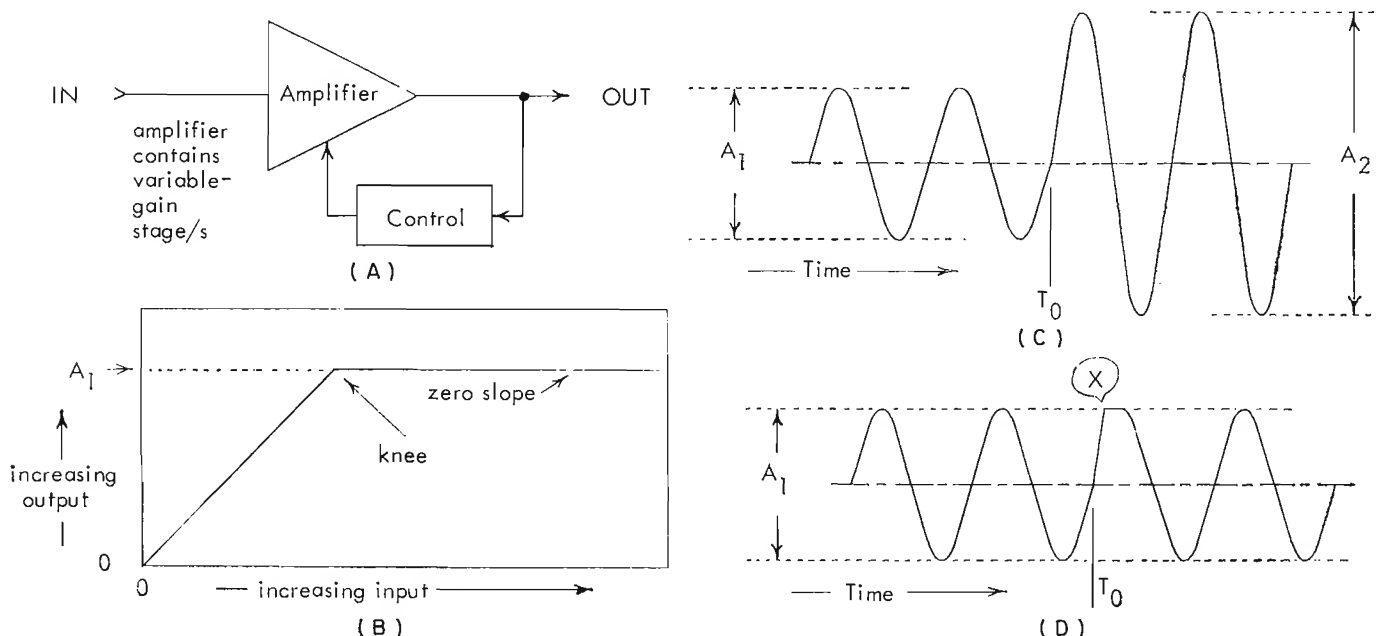 IN
Amplifier
OUT
amplifier
contains
variable-
gain
stage/s
Control
(A)
A1
knee
zero slope
increasing
output
0
0
increasing input
(B)
A1
A2
Time
T0
(C)
X
A1
Time
T0
(D)